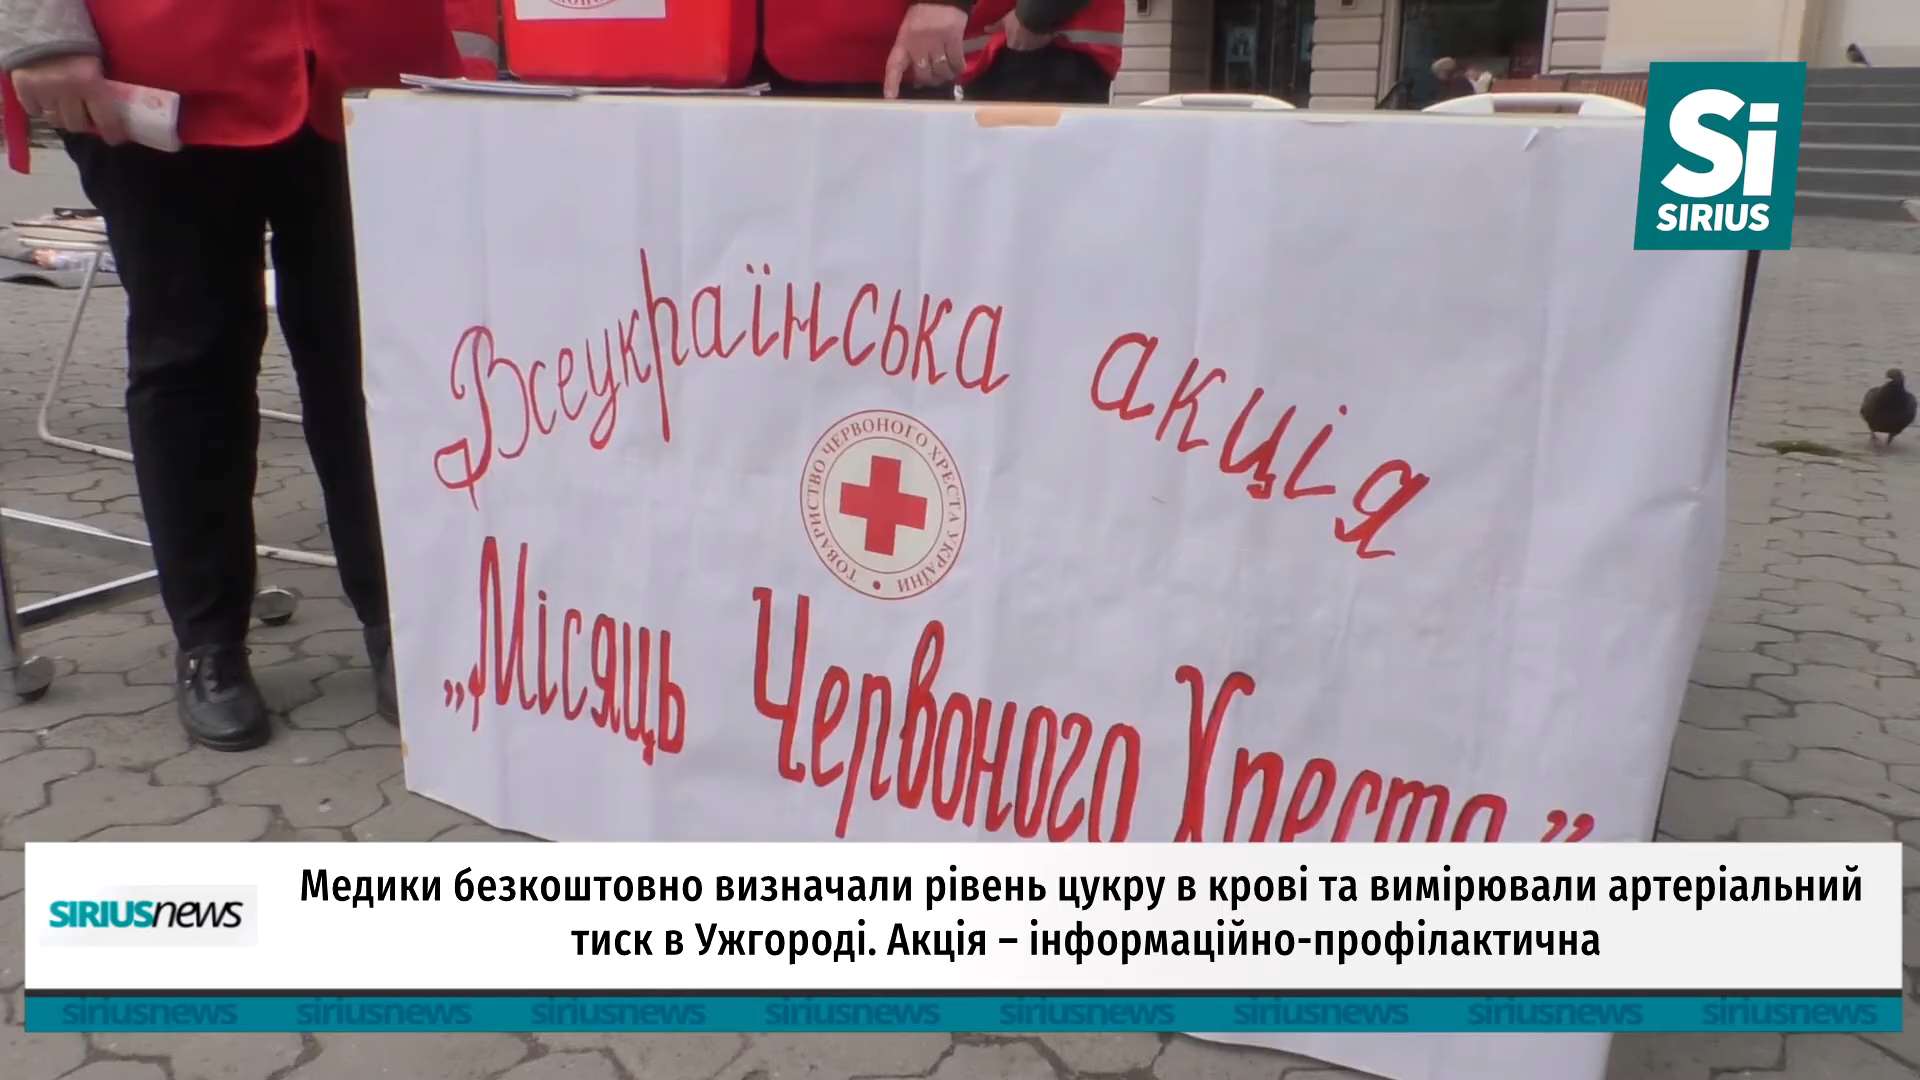 Si
SIRIUS
Всеукраїнська акція
ТОВАРИСТВО ЧЕРВОНОГО ХРЕСТА УКРАЇНИ
„Місяць Червоного Хреста”
SIRIUSnews
Медики безкоштовно визначали рівень цукру в крові та вимірювали артеріальний
тиск в Ужгороді. Акція – інформаційно-профілактична
siriusnews siriusnews siriusnews siriusnews siriusnews siriusnews siriusnews siriusnews